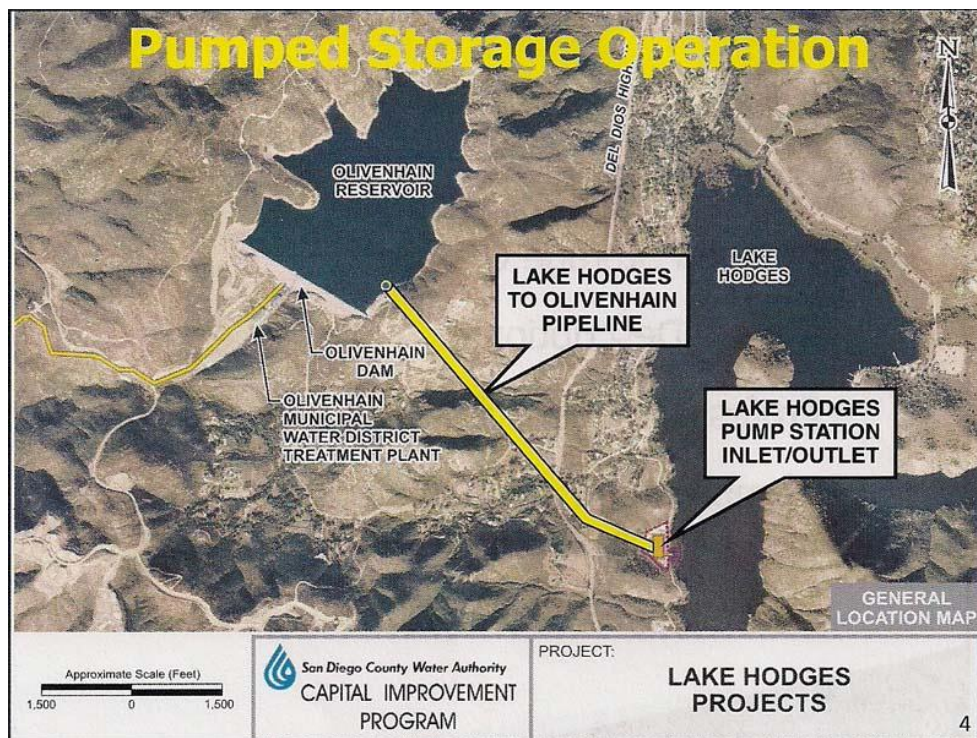 Pumped Storage Operation
N
DEL DIOS HIGH
OLIVENHAIN
RESERVOIR
LAKE
HODGES
LAKE HODGES
TO OLIVENHAIN
PIPELINE
OLIVENHAIN
DAM
OLIVENHAIN
MUNICIPAL
WATER DISTRICT
TREATMENT PLANT
LAKE HODGES
PUMP STATION
INLET/OUTLET
GENERAL
LOCATION MAP
Approximate Scale (Feet)
1,500 0 1,500
San Diego County Water Authority
CAPITAL IMPROVEMENT
PROGRAM
PROJECT:
LAKE HODGES
PROJECTS
4